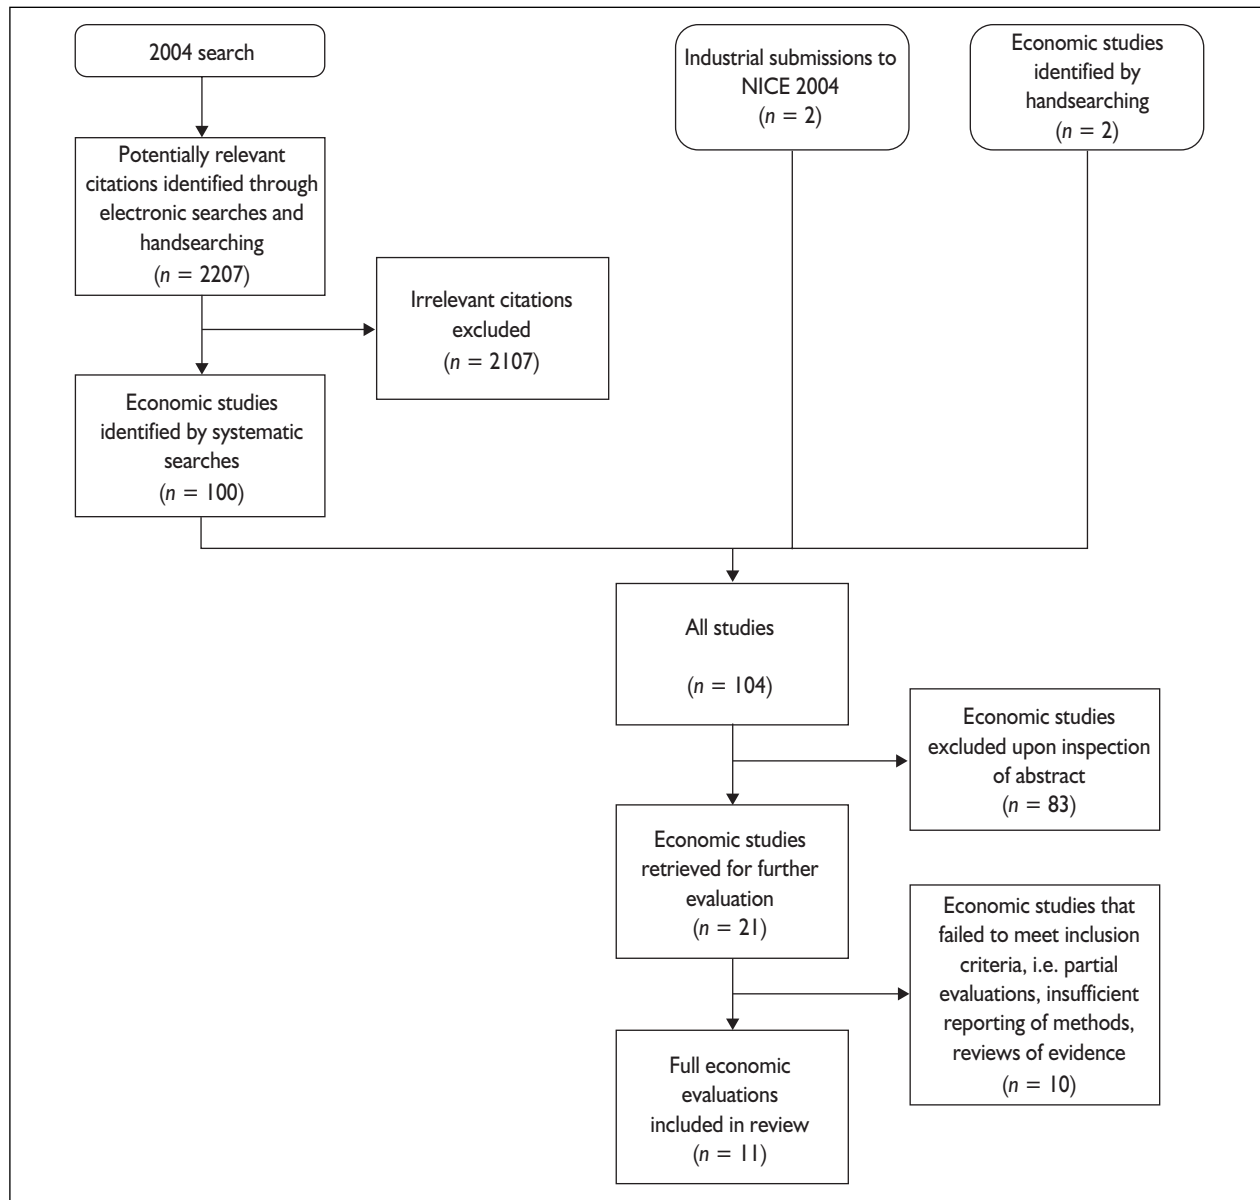 2004 search
Potentially relevant
citations identified through
electronic searches and
handsearching
(n = 2207)
Irrelevant citations
excluded
(n = 2107)
Economic studies
identified by systematic
searches
(n = 100)
Industrial submissions to
NICE 2004
(n = 2)
Economic studies
identified by
handsearching
(n = 2)
All studies
(n = 104)
Economic studies
excluded upon inspection
of abstract
(n = 83)
Economic studies
retrieved for further
evaluation
(n = 21)
Economic studies that
failed to meet inclusion
criteria, i.e. partial
evaluations, insufficient
reporting of methods,
reviews of evidence
(n = 10)
Full economic
evaluations
included in review
(n = 11)